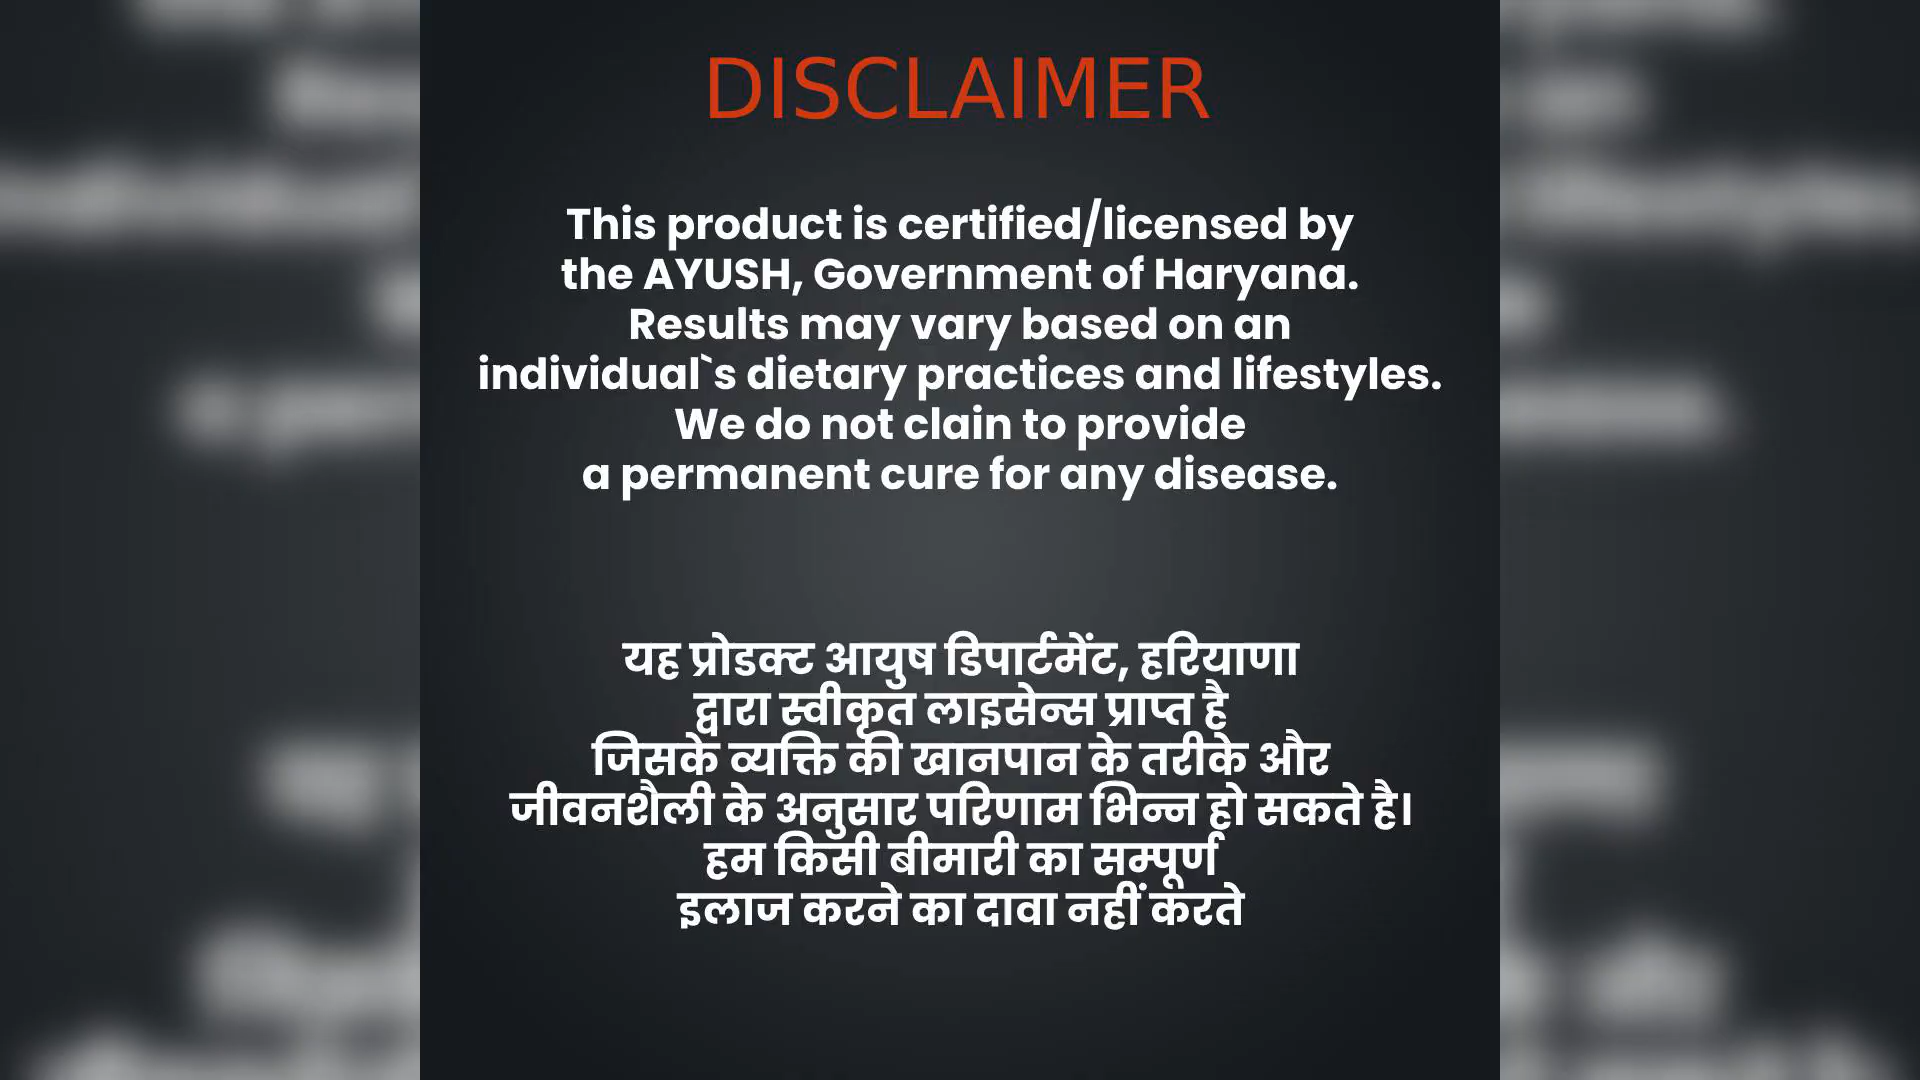 DISCLAIMER
This product is certified/licensed by
the AYUSH, Government of Haryana.
Results may vary based on an
individual`s dietary practices and lifestyles.
We do not clain to provide
a permanent cure for any disease.
यह प्रोडक्ट आयुष डिपार्टमेंट, हरियाणा
द्वारा स्वीकृत लाइसेन्स प्राप्त है
जिसके व्यक्ति की खानपान के तरीके और
जीवनशैली के अनुसार परिणाम भिन्न हो सकते है।
हम किसी बीमारी का सम्पूर्ण
इलाज करने का दावा नहीं करते